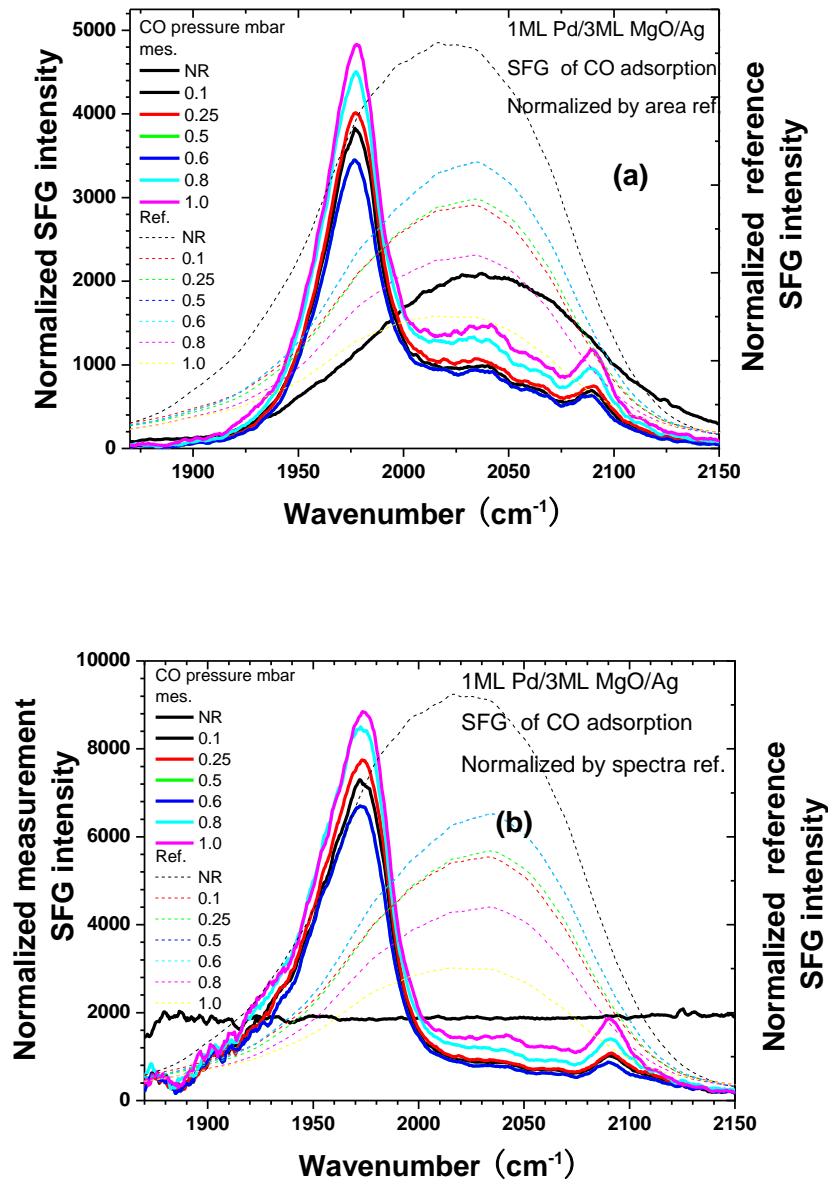 CO pressure mbar
mes.
NR
0.1
0.25
0.5
0.6
0.8
1.0
Ref.
NR
0.1
0.25
0.5
0.6
0.8
1.0
1ML Pd/3ML MgO/Ag
SFG of CO adsorption
Normalized by area ref.
(a)
5000
4000
3000
2000
1000
0
Normalized SFG intensity
Normalized reference
SFG intensity
1900 1950 2000 2050 2100 2150
Wavenumber (cm-1)
CO pressure mbar
mes.
NR
0.1
0.25
0.5
0.6
0.8
1.0
Ref.
NR
0.1
0.25
0.5
0.6
0.8
1.0
1ML Pd/3ML MgO/Ag
SFG of CO adsorption
Normalized by spectra ref.
(b)
10000
8000
6000
4000
2000
0
Normalized measurement
SFG intensity
Normalized reference
SFG intensity
1900 1950 2000 2050 2100 2150
Wavenumber (cm-1)